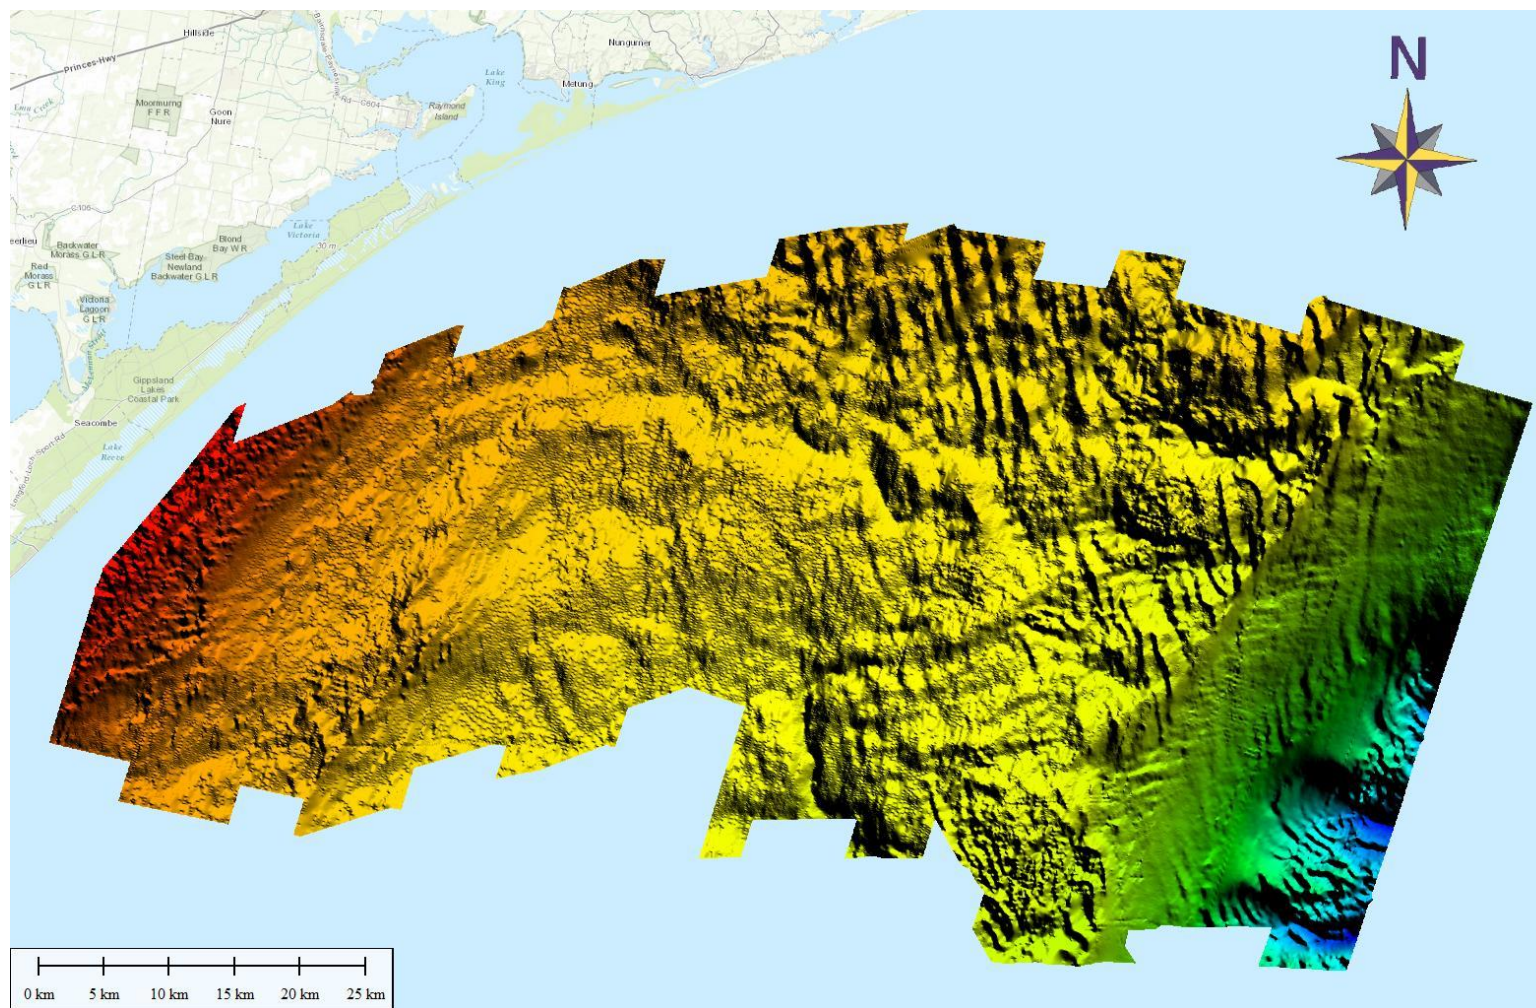 Hillside
Princes-Hwy
Nungurner
N
Lake
King
Metung
C604
Moormurng
F F R
Goon
Nure
Raymond
Island
C106
Backwater
Morass G L R
Blond
Bay W R
Lake
Victoria
30 m
Steel Bay
Newland
Backwater G L R
Red
Morass
G L R
Victoria
Lagoon
G L R
Gippsland
Lakes
Coastal Park
Seacombe
Lake
Reeve
0 km
5 km
10 km
15 km
20 km
25 km